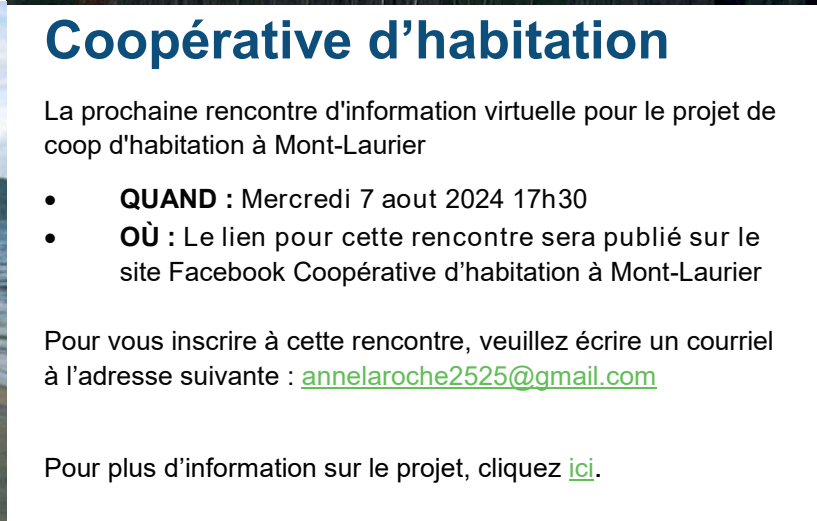 Coopérative d’habitation
La prochaine rencontre d'information virtuelle pour le projet de
coop d'habitation à Mont-Laurier
• QUAND : Mercredi 7 aout 2024 17h30
• OÙ : Le lien pour cette rencontre sera publié sur le
site Facebook Coopérative d’habitation à Mont-Laurier
Pour vous inscrire à cette rencontre, veuillez écrire un courriel
à l’adresse suivante : annelaroche2525@gmail.com
Pour plus d’information sur le projet, cliquez ici.